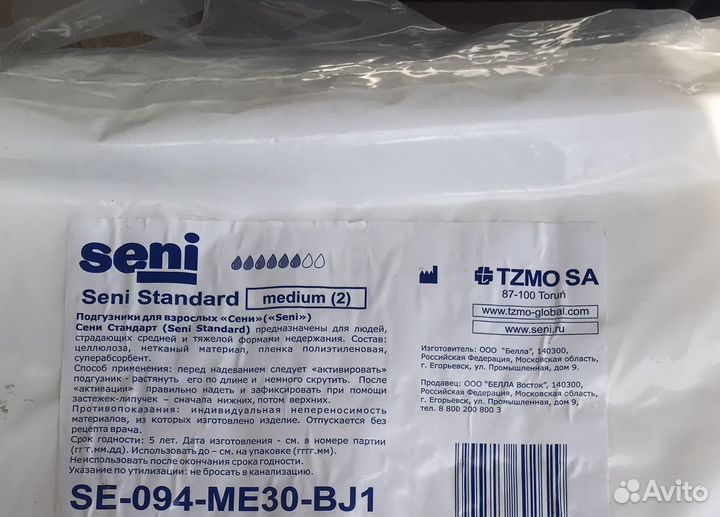 seni
Seni Standard medium (2)
Подгузники для взрослых «Сени»(«Seni»)
Сени Стандарт (Seni Standard) предназначены для людей,
страдающих средней и тяжелой формами недержания. Состав:
целлюлоза, нетканый материал, пленка полиэтиленовая,
суперабсорбент.
Способ применения: перед надеванием следует «активировать»
подгузник - растянуть его по длине и немного скрутить. После
«активации» правильно надеть и зафиксировать при помощи
застежек-липучек – сначала нижних, потом верхних.
Противопоказания: индивидуальная непереносимость
материалов, из которых изготовлено изделие. Отпускается без
рецепта врача.
Срок годности: 5 лет. Дата изготовления - см. в номере партии
(гг гг.мм.дд). Использовать до – см. на упаковке (гггг.мм).
Не использовать после окончания срока годности.
Указание по утилизации: не бросать в канализацию.
SE-094-ME30-BJ1
TZMO SA
87-100 Toruń
www.tzmo-global.com
www.seni.ru
Изготовитель: ООО "Белла", 140300,
Российская Федерация, Московская область,
г. Егорьевск, ул. Промышленная, дом 9.
Продавец: ООО "БЕЛЛА Восток", 140300,
Российская Федерация, Московская область,
г. Егорьевск, ул. Промышленная, дом 9,
тел. 8 800 200 800 3
Avito